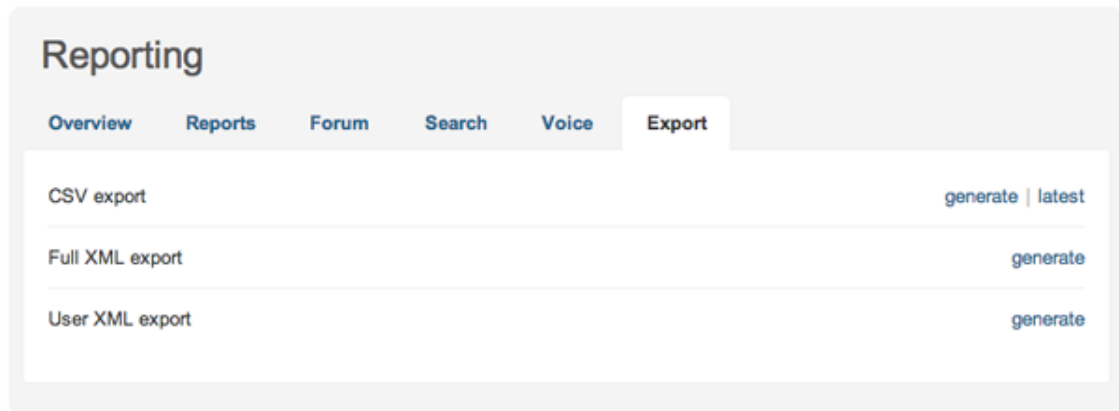 Reporting
Overview Reports Forum Search Voice Export
CSV export generate | latest
Full XML export generate
User XML export generate